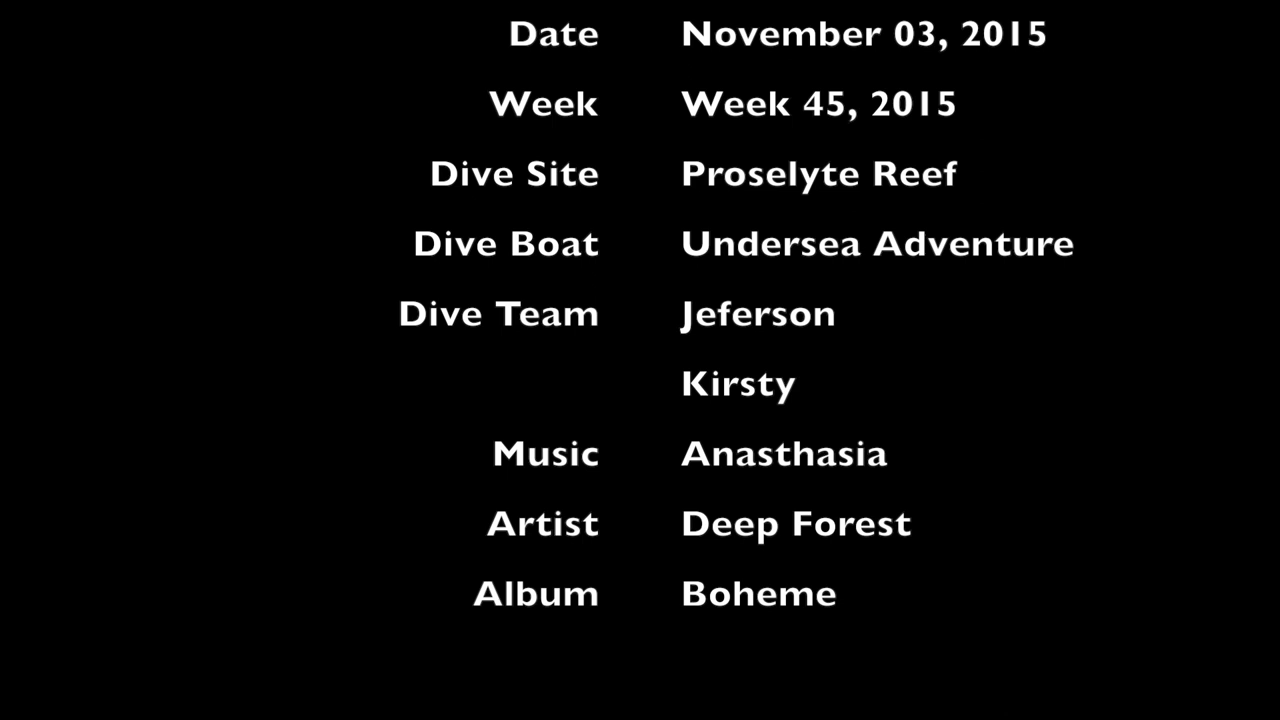 Date November 03, 2015
Week Week 45, 2015
Dive Site Proselyte Reef
Dive Boat Undersea Adventure
Dive Team Jeferson
Kirsty
Music Anasthasia
Artist Deep Forest
Album Boheme